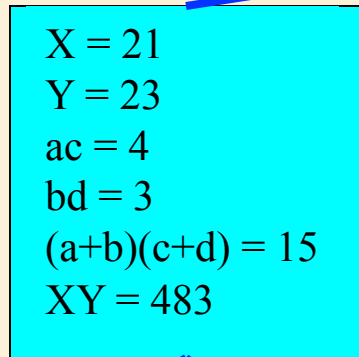 X = 21
Y = 23
ac = 4
bd = 3
(a+b)(c+d) = 15
XY = 483